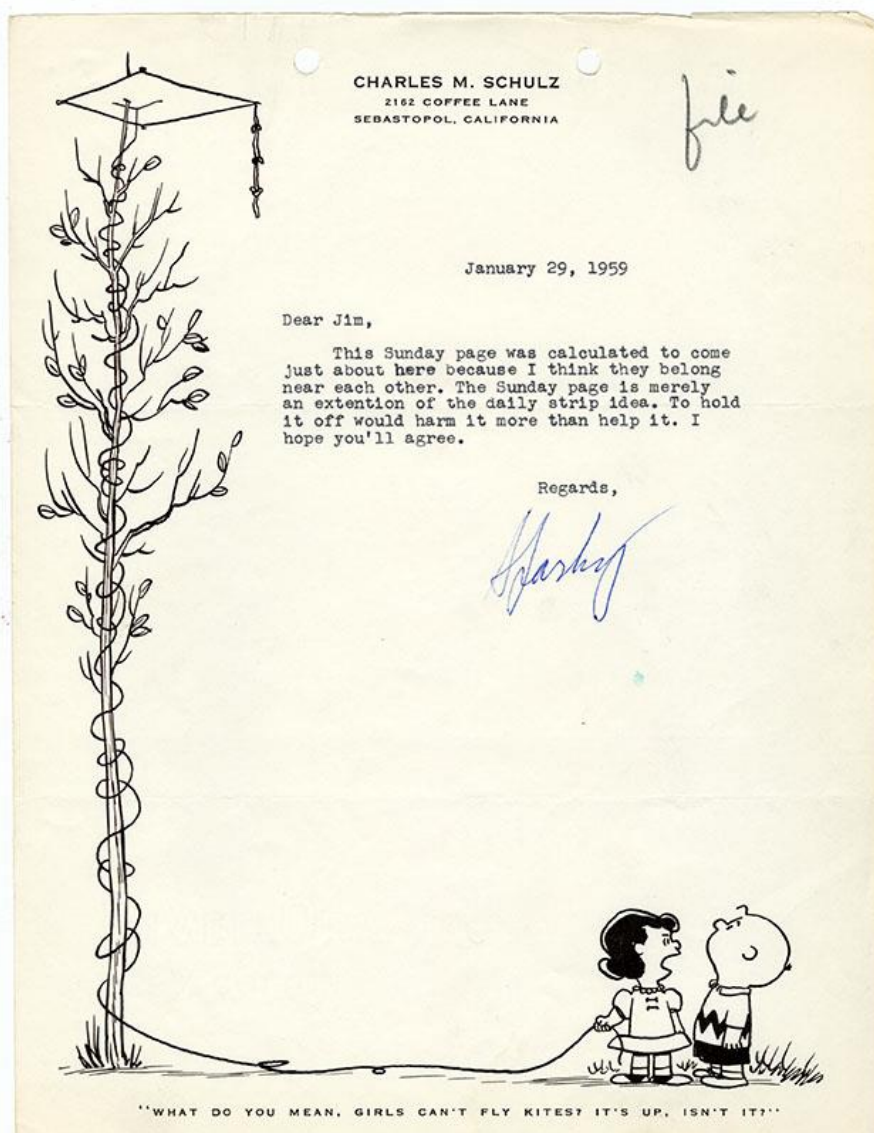 CHARLES M. SCHULZ
2162 COFFEE LANE
SEBASTOPOL, CALIFORNIA
file
January 29, 1959
Dear Jim,
This Sunday page was calculated to come
just about here because I think they belong
near each other. The Sunday page is merely
an extention of the daily strip idea. To hold
it off would harm it more than help it. I
hope you'll agree.
Regards,
Sparky
"WHAT DO YOU MEAN, GIRLS CAN'T FLY KITES? IT'S UP, ISN'T IT?"